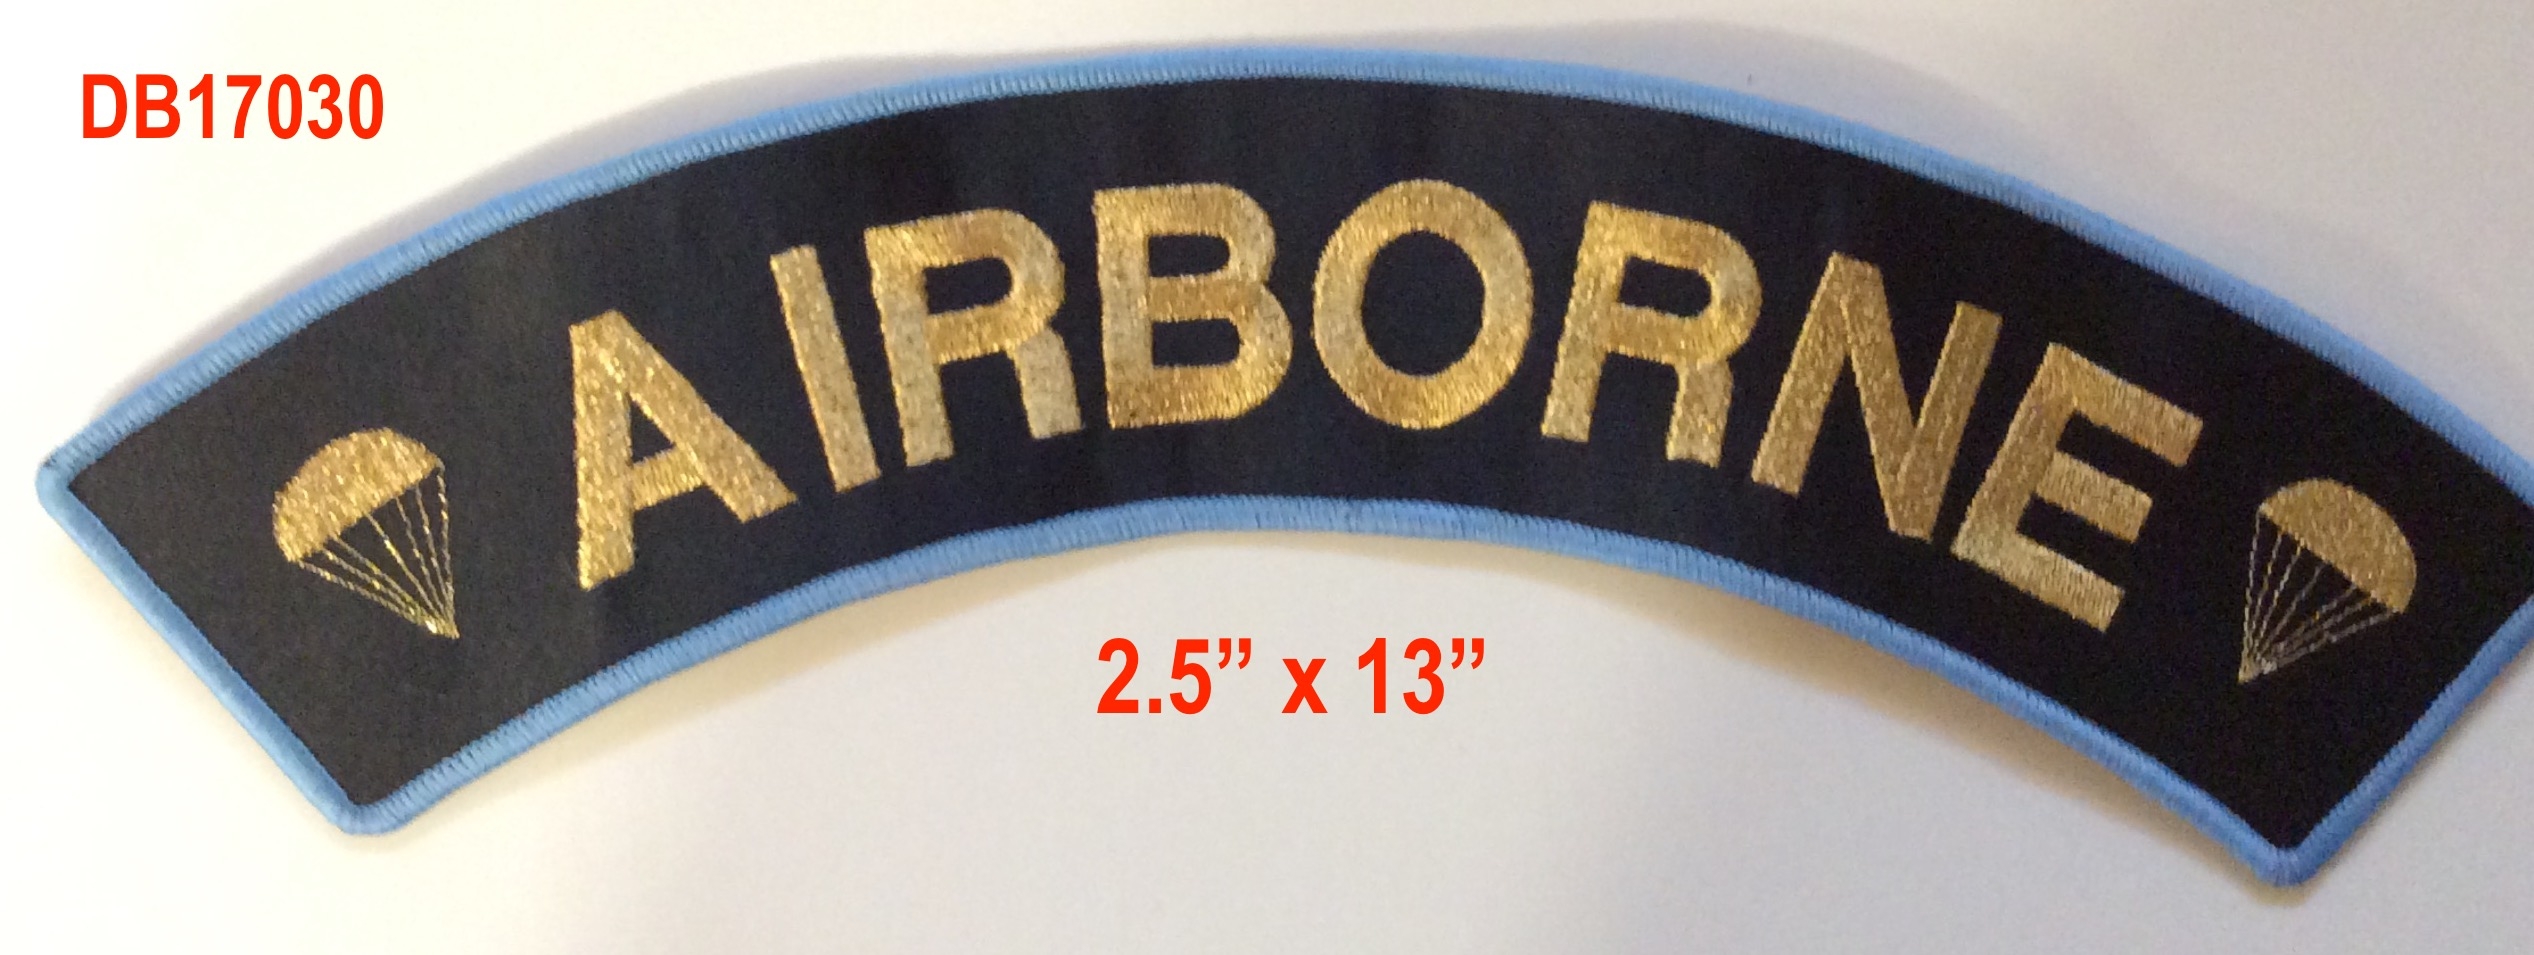 DB17030
AIRBORNE
2.5” x 13”